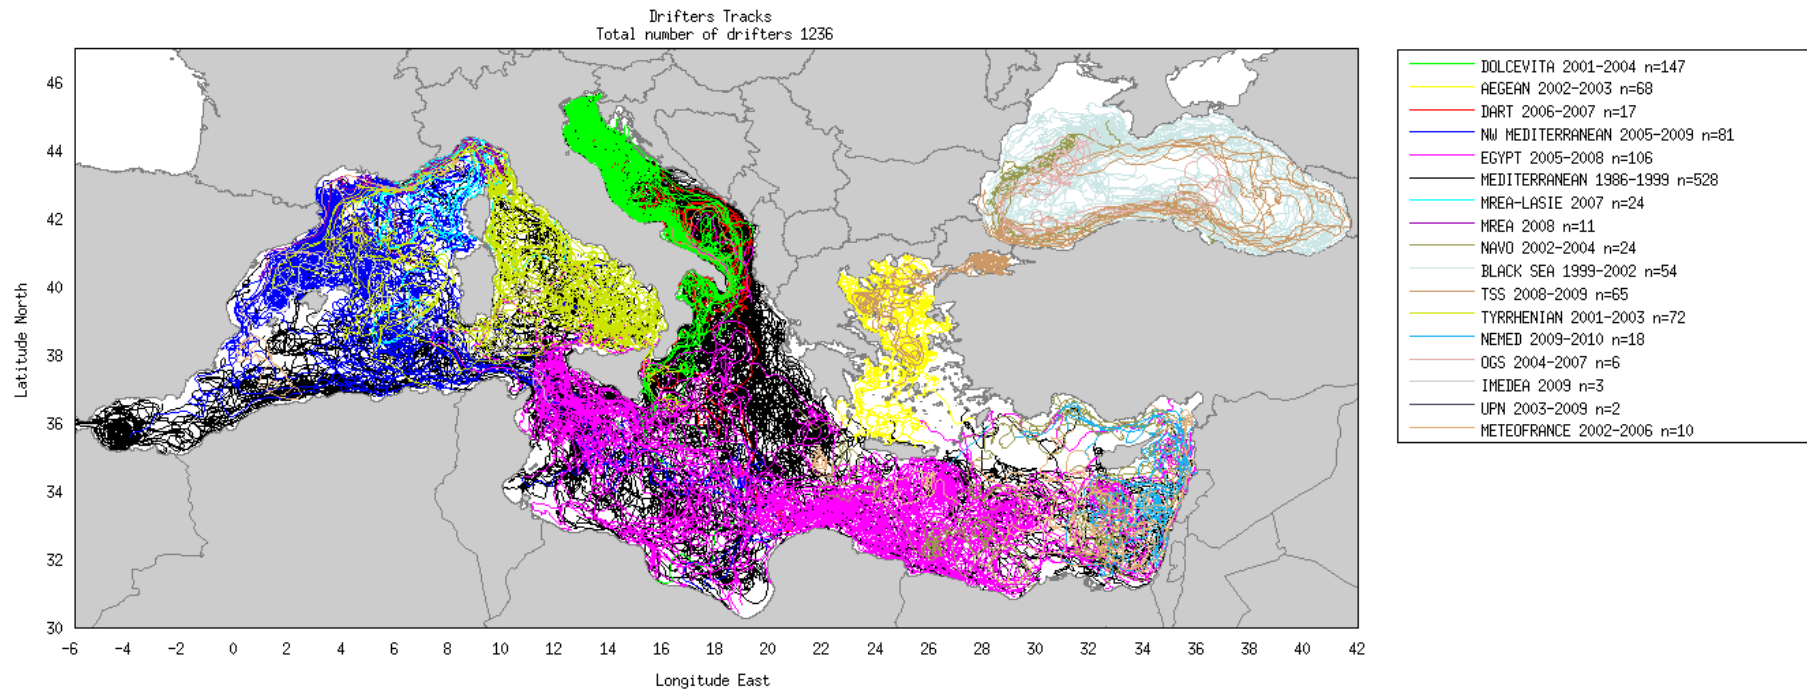 Drifters Tracks
Total number of drifters 1236
46
44
42
40
38
36
34
32
30
Latitude North
-6 -4 -2 0 2 4 6 8 10 12 14 16 18 20 22 24 26 28 30 32 34 36 38 40 42
Longitude East
DOLCEVITA 2001-2004 n=147
AEGEAN 2002-2003 n=68
DART 2006-2007 n=17
NW MEDITERRANEAN 2005-2009 n=81
EGYPT 2005-2008 n=106
MEDITERRANEAN 1986-1999 n=528
MREA-LASIE 2007 n=24
MREA 2008 n=11
NAVO 2002-2004 n=24
BLACK SEA 1999-2002 n=54
TSS 2008-2009 n=65
TYRRHENIAN 2001-2003 n=72
NEMED 2009-2010 n=18
OGS 2004-2007 n=6
IMEDEA 2009 n=3
UPN 2003-2009 n=2
METEOFRANCE 2002-2006 n=10